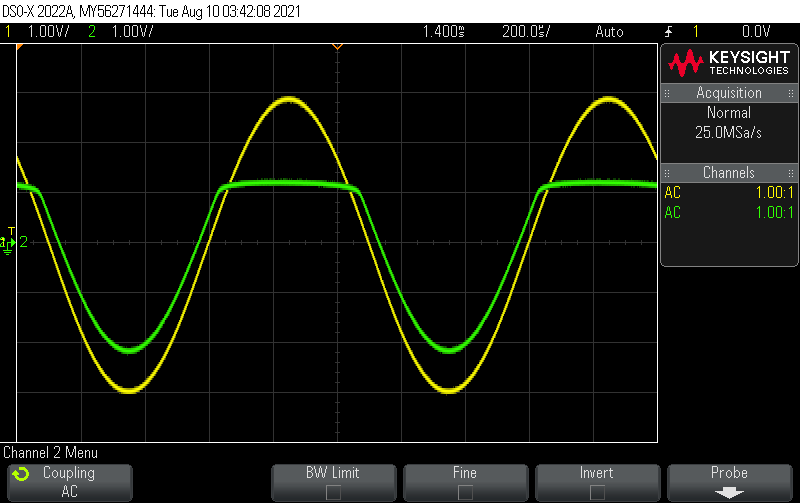 DSO-X 2022A, MY56271444: Tue Aug 10 03:42:08 2021
1 1.00V/ 2 1.00V/ 1.400s 200.0s/ Auto 1 0.0V
KEYSIGHT
TECHNOLOGIES
Acquisition
Normal
25.0MSa/s
Channels
AC 1.00:1
AC 1.00:1
T
2
Channel 2 Menu
Coupling
AC
BW Limit
Fine
Invert
Probe